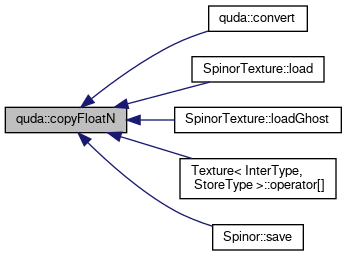 quda::convert
SpinorTexture::load
quda::copyFloatN
SpinorTexture::loadGhost
Texture< InterType,
StoreType >::operator[]
Spinor::save